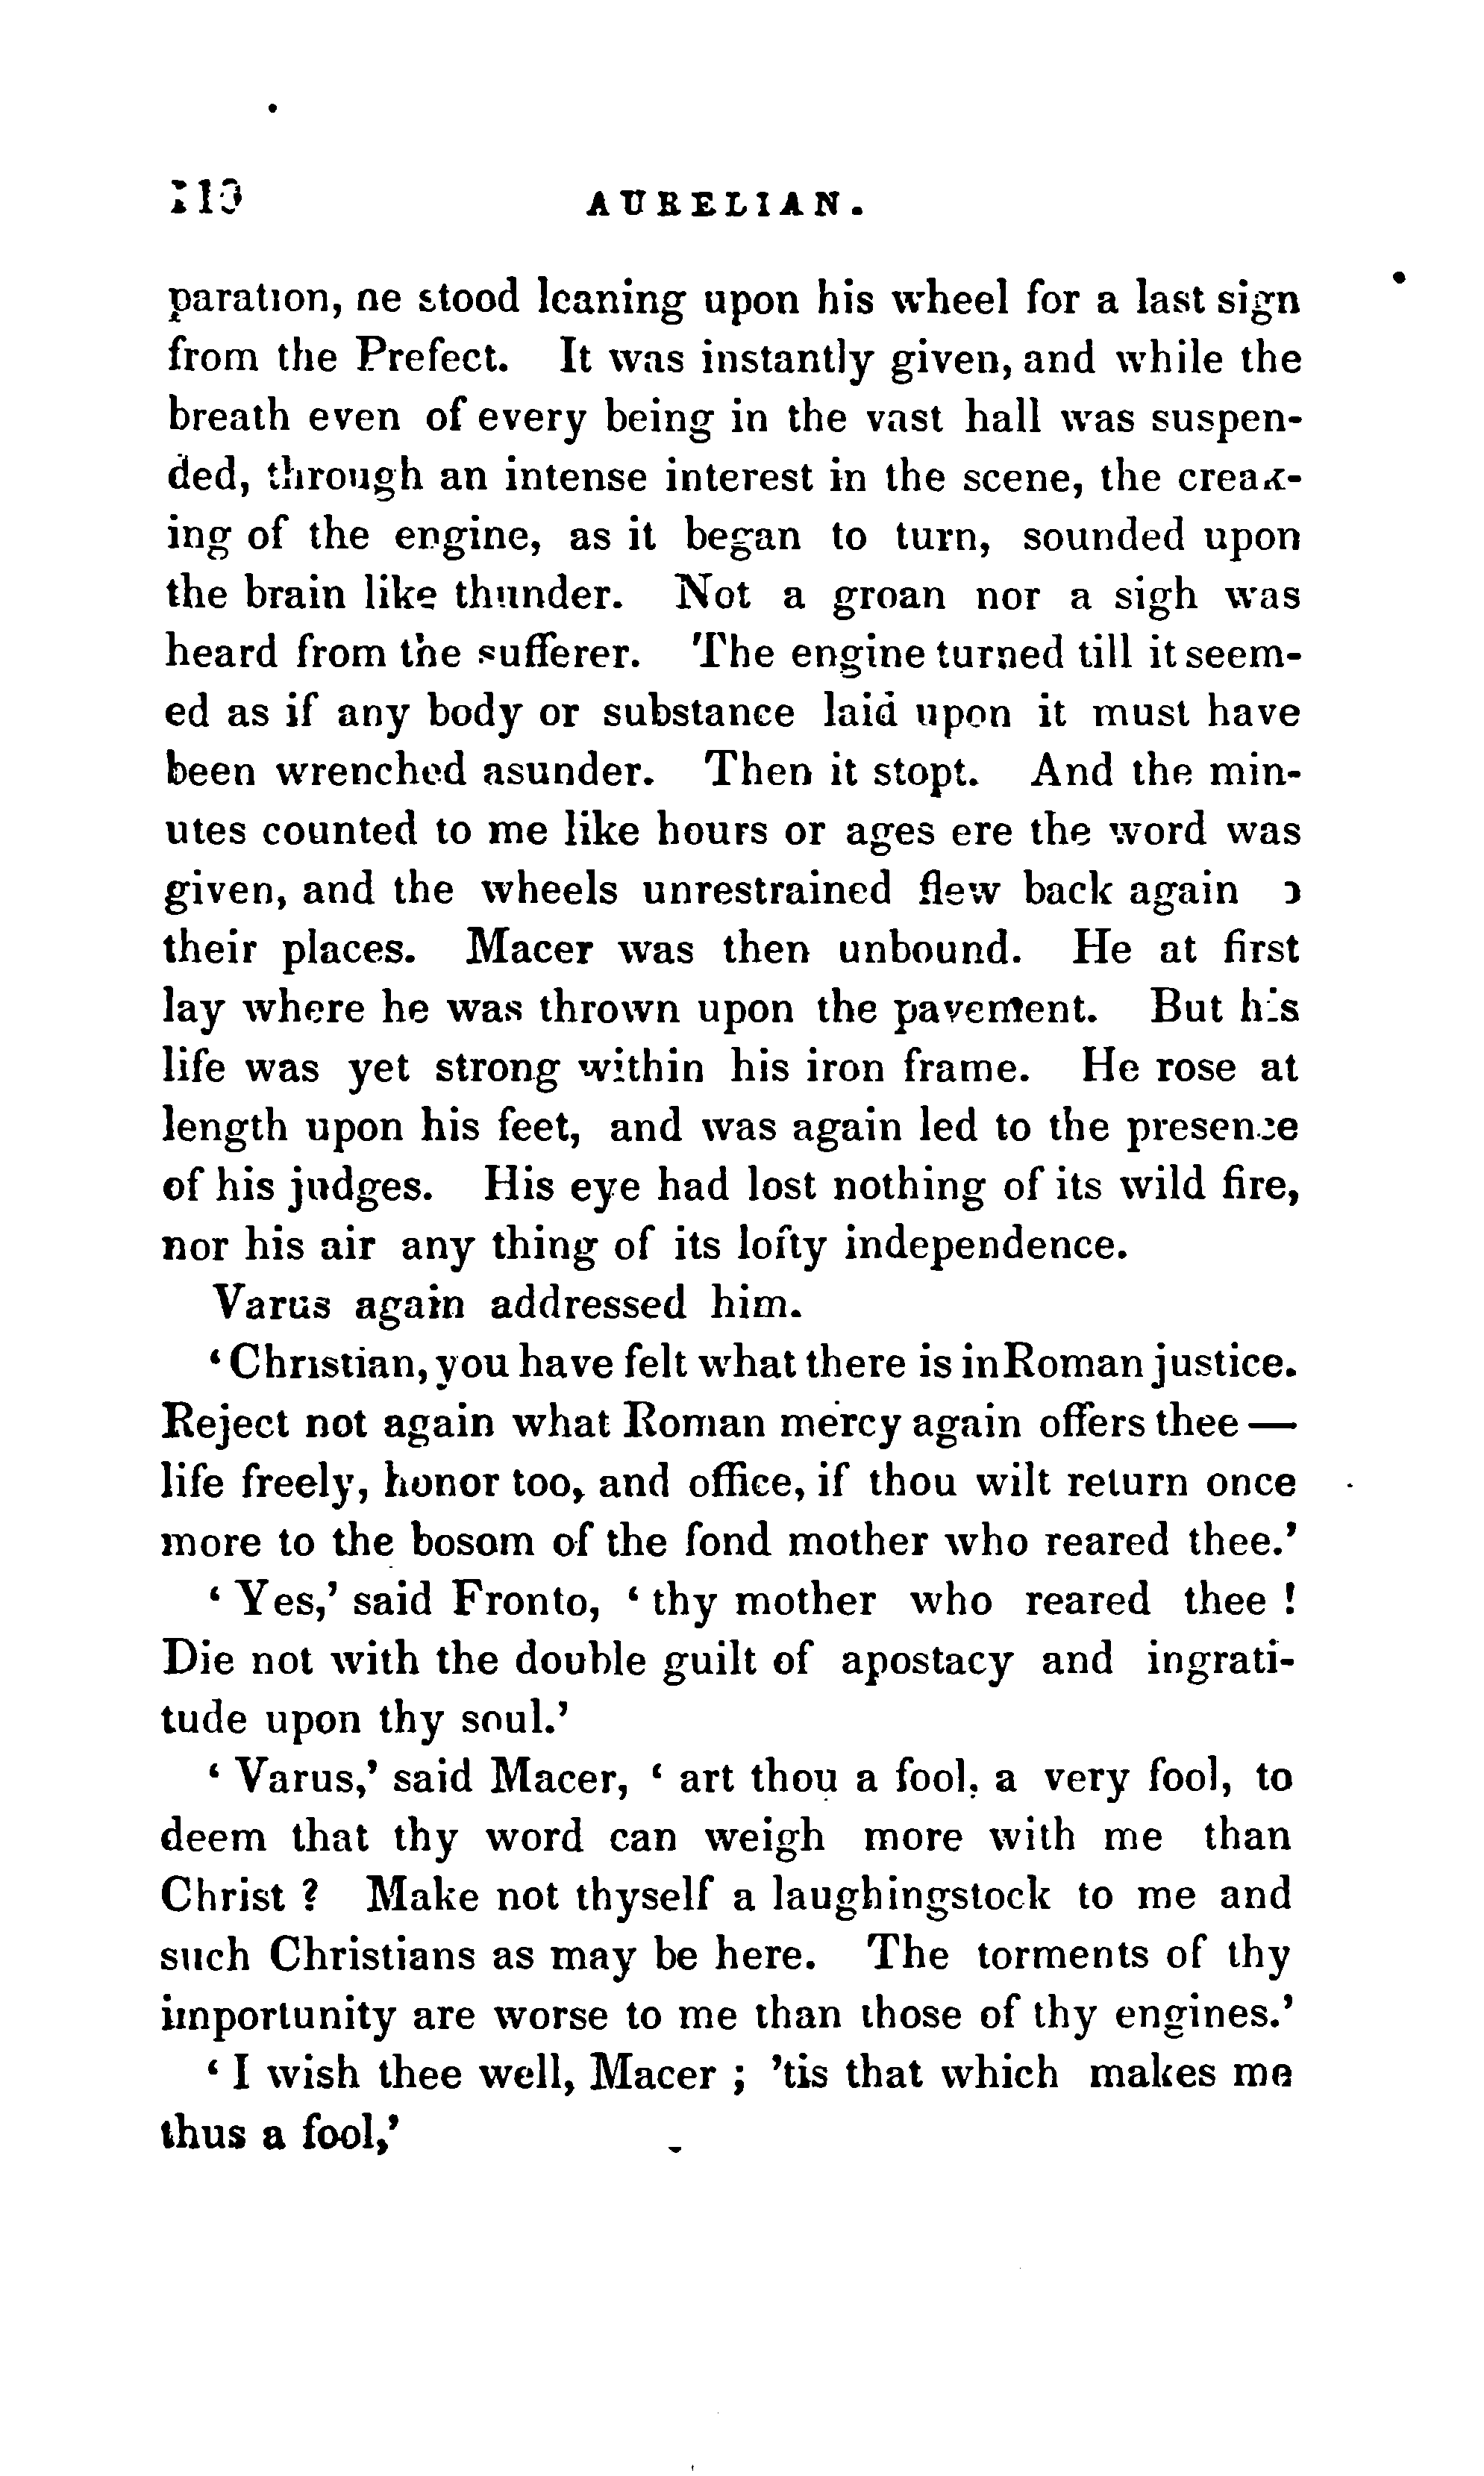 110 AURELIAN.
paration, he stood leaning upon his wheel for a last sign
from the Prefect. It was instantly given, and while the
breath even of every being in the vast hall was suspen-
ded, through an intense interest in the scene, the creak-
ing of the engine, as it began to turn, sounded upon
the brain like thunder. Not a groan nor a sigh was
heard from the sufferer. The engine turned till it seem-
ed as if any body or substance laid upon it must have
been wrenched asunder. Then it stopt. And the min-
utes counted to me like hours or ages ere the word was
given, and the wheels unrestrained flew back again
their places. Macer was then unbound. He at first
lay where he was thrown upon the pavement. But his
life was yet strong within his iron frame. He rose at
length upon his feet, and was again led to the presence
of his judges. His eye had lost nothing of its wild fire,
nor his air any thing of its lofty independence.
Varus again addressed him.
‘Christian, you have felt what there is in Roman justice.
Reject not again what Roman mercy again offers thee—
life freely, honor too, and office, if thou wilt return once
more to the bosom of the fond mother who reared thee.’
‘Yes,’ said Fronto, ‘thy mother who reared thee !
Die not with the double guilt of apostacy and ingrati-
tude upon thy soul.’
‘Varus,’ said Macer, ‘art thou a fool, a very fool, to
deem that thy word can weigh more with me than
Christ ? Make not thyself a laughingstock to me and
such Christians as may be here. The torments of thy
importunity are worse to me than those of thy engines.’
‘I wish thee well, Macer ; ’tis that which makes me
thus a fool,’